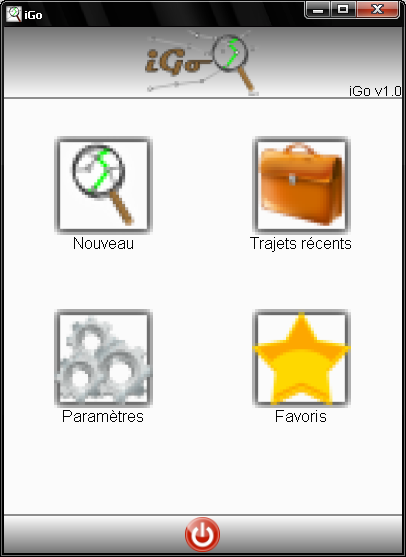 iGo
iGo
iGo v1.0
Nouveau
Trajets récents
Paramètres
Favoris